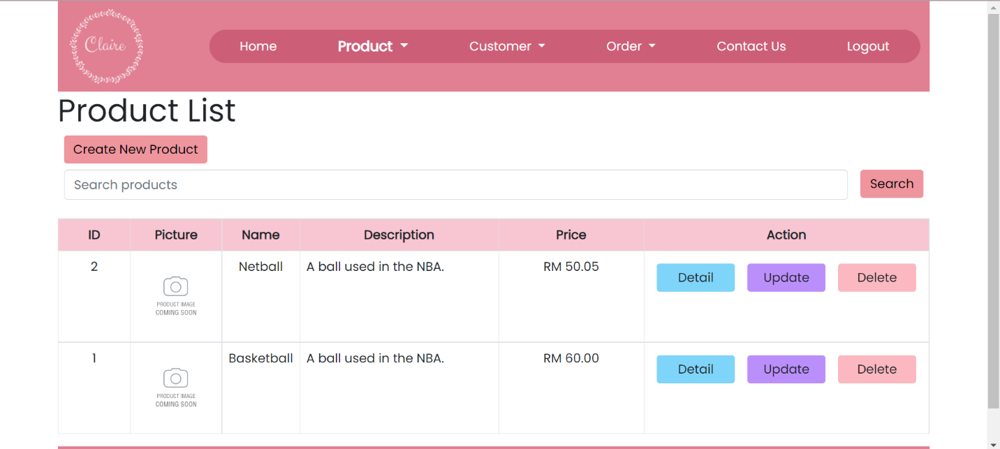 Claire
Home Product Customer Order Contact Us Logout
Product List
Create New Product
Search products Search
ID Picture Name Description Price Action
2 Netball A ball used in the NBA. RM 50.05 Detail Update Delete
PRODUCT IMAGE
COMING SOON
1 Basketball A ball used in the NBA. RM 60.00 Detail Update Delete
PRODUCT IMAGE
COMING SOON